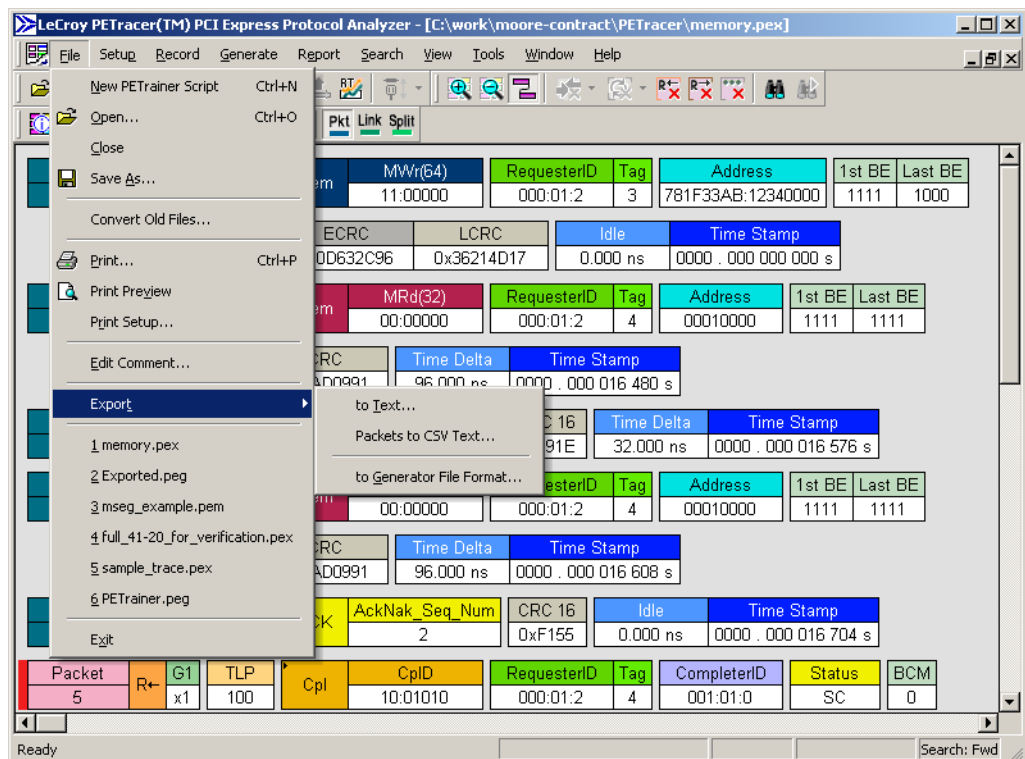 LeCroy PETracer(TM) PCI Express Protocol Analyzer - [C:\work\moore-contract\PETracer\memory.pex]
File Setup Record Generate Report Search View Tools Window Help
Pkt Link Split
New PETrainer Script Ctrl+N
Open... Ctrl+O
Close
Save As...
Convert Old Files...
Print... Ctrl+P
Print Preview
Print Setup...
Edit Comment...
Export
1 memory.pex
2 Exported.peg
3 mseg_example.pem
4 full_41-20_for_verification.pex
5 sample_trace.pex
6 PETrainer.peg
Exit
to Text...
Packets to CSV Text...
to Generator File Format...
MWr(64) RequesterID Tag Address 1st BE Last BE
11:00000 000:01:2 3 781F33AB:12340000 1111 1000
ECRC LCRC Idle Time Stamp
0D632C96 0x36214D17 0.000 ns 0000 . 000 000 000 s
MRd(32) RequesterID Tag Address 1st BE Last BE
00:00000 000:01:2 4 00010000 1111 1111
Time Delta Time Stamp
AD0991 96.000 ns 0000 . 000 016 480 s
16 Time Delta Time Stamp
91E 32.000 ns 0000 . 000 016 576 s
Tag Address 1st BE Last BE
00:00000 000:01:2 4 00010000 1111 1111
Time Delta Time Stamp
AD0991 96.000 ns 0000 . 000 016 608 s
AckNak_Seq_Num CRC 16 Idle Time Stamp
2 0xF155 0.000 ns 0000 . 000 016 704 s
Packet R← G1 TLP Cpl CplD RequesterID Tag CompleterID Status BCM
5 x1 100 10:01010 000:01:2 4 001:01:0 SC 0
Ready Search: Fwd